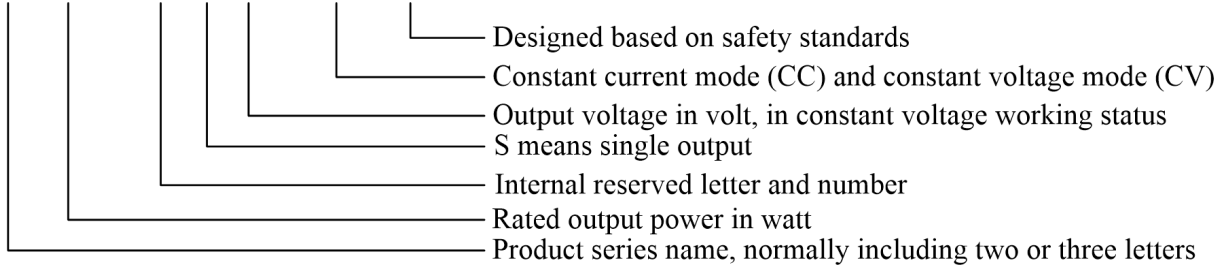 Designed based on safety standards
Constant current mode (CC) and constant voltage mode (CV)
Output voltage in volt, in constant voltage working status
S means single output
Internal reserved letter and number
Rated output power in watt
Product series name, normally including two or three letters